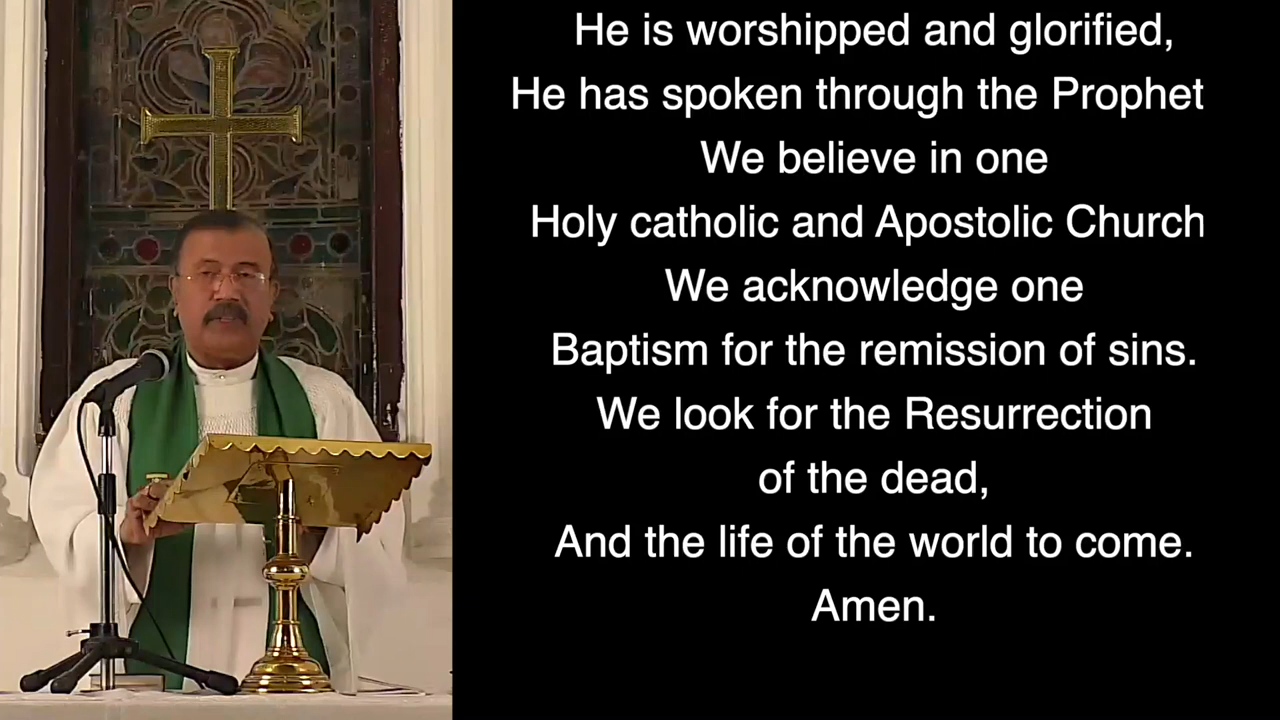 He is worshipped and glorified,
He has spoken through the Prophet
We believe in one
Holy catholic and Apostolic Church
We acknowledge one
Baptism for the remission of sins.
We look for the Resurrection
of the dead,
And the life of the world to come.
Amen.